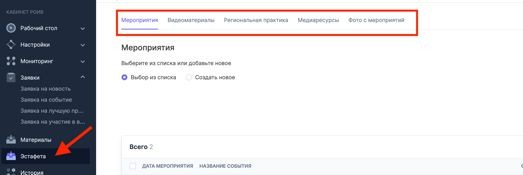 КАБИНЕТ РОИВ
Рабочий стол
Настройки
Мониторинг
Заявки
Заявка на новость
Заявка на событие
Заявка на лучшую пр...
Заявка на участие в в...
Материалы
Эстафета
История
Мероприятия Видеоматериалы Региональная практика Медиаресурсы Фото с мероприятий
Мероприятия
Выберите из списка или добавьте новое
Выбор из списка Создать новое
Всего 2
ДАТА МЕРОПРИЯТИЯ НАЗВАНИЕ СОБЫТИЯ